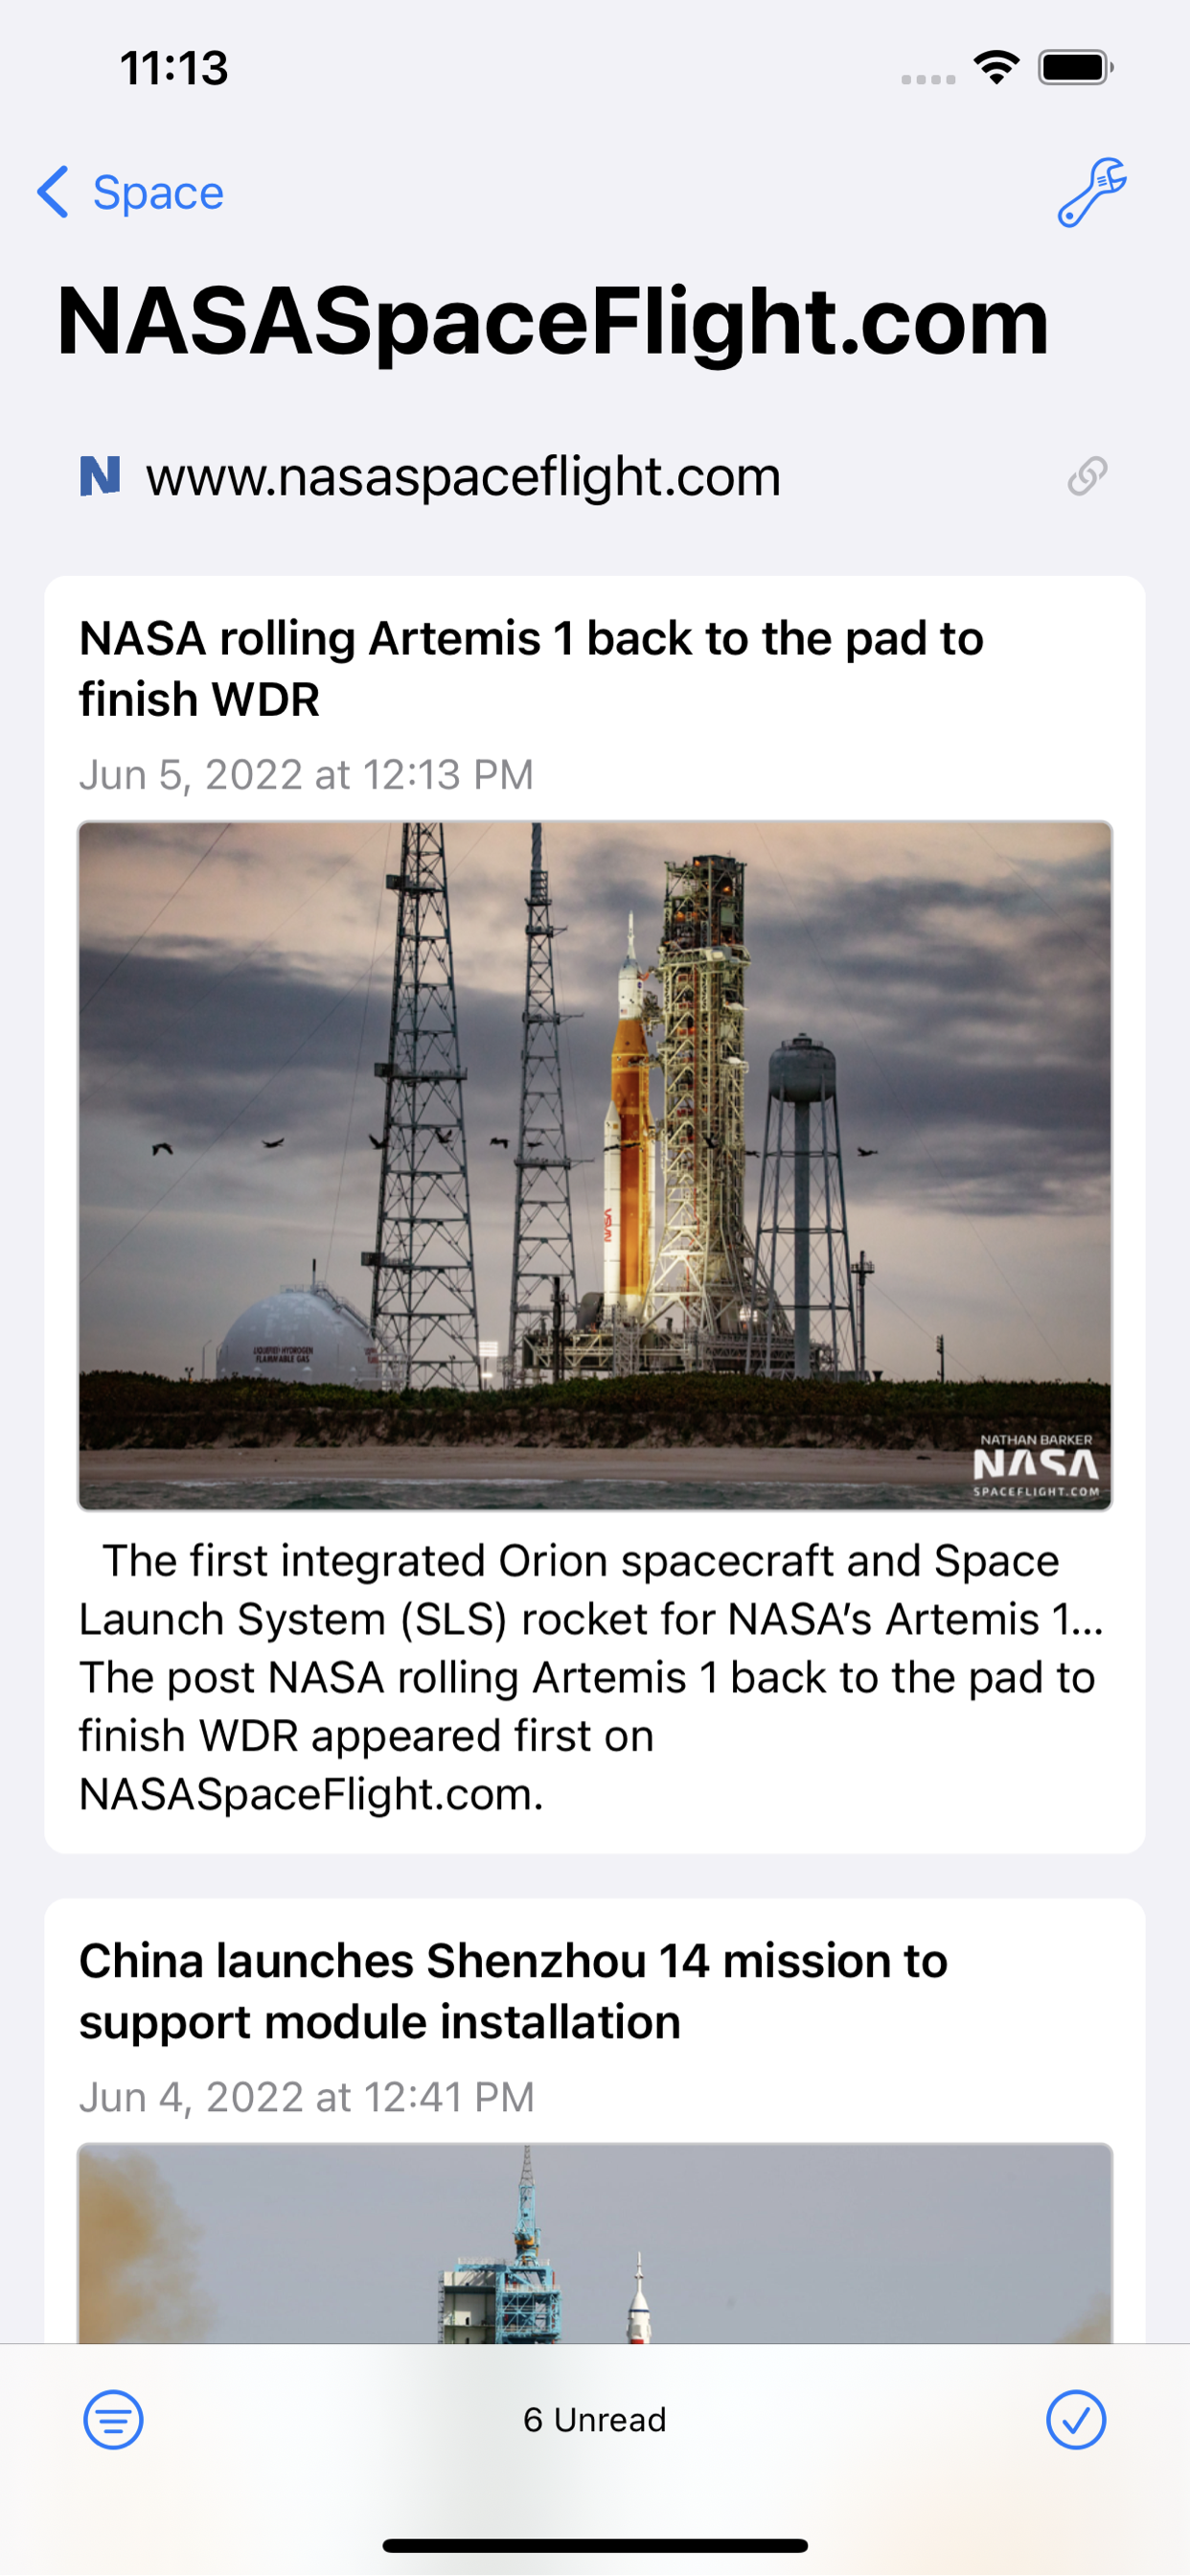 11:13
Space
NASASpaceFlight.com
N www.nasaspaceflight.com
NASA rolling Artemis 1 back to the pad to
finish WDR
Jun 5, 2022 at 12:13 PM
NASA
LIQUEFIED HYDROGEN
FLAMMABLE GAS
NATHAN BARKER
NASA
SPACEFLIGHT.COM
The first integrated Orion spacecraft and Space
Launch System (SLS) rocket for NASA’s Artemis 1...
The post NASA rolling Artemis 1 back to the pad to
finish WDR appeared first on
NASASpaceFlight.com.
China launches Shenzhou 14 mission to
support module installation
Jun 4, 2022 at 12:41 PM
6 Unread